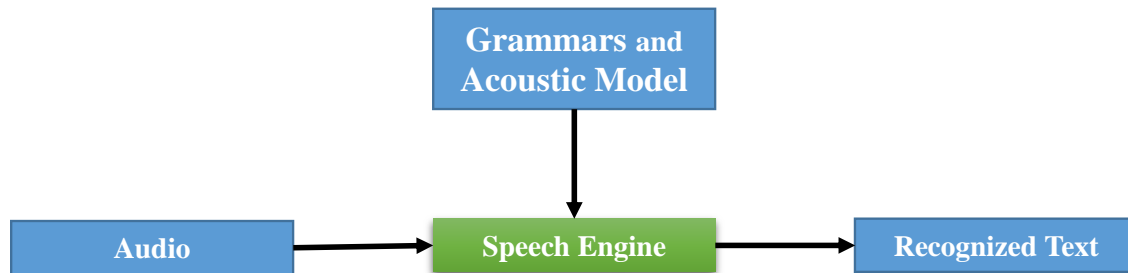 Grammars and
Acoustic Model
Audio
Speech Engine
Recognized Text